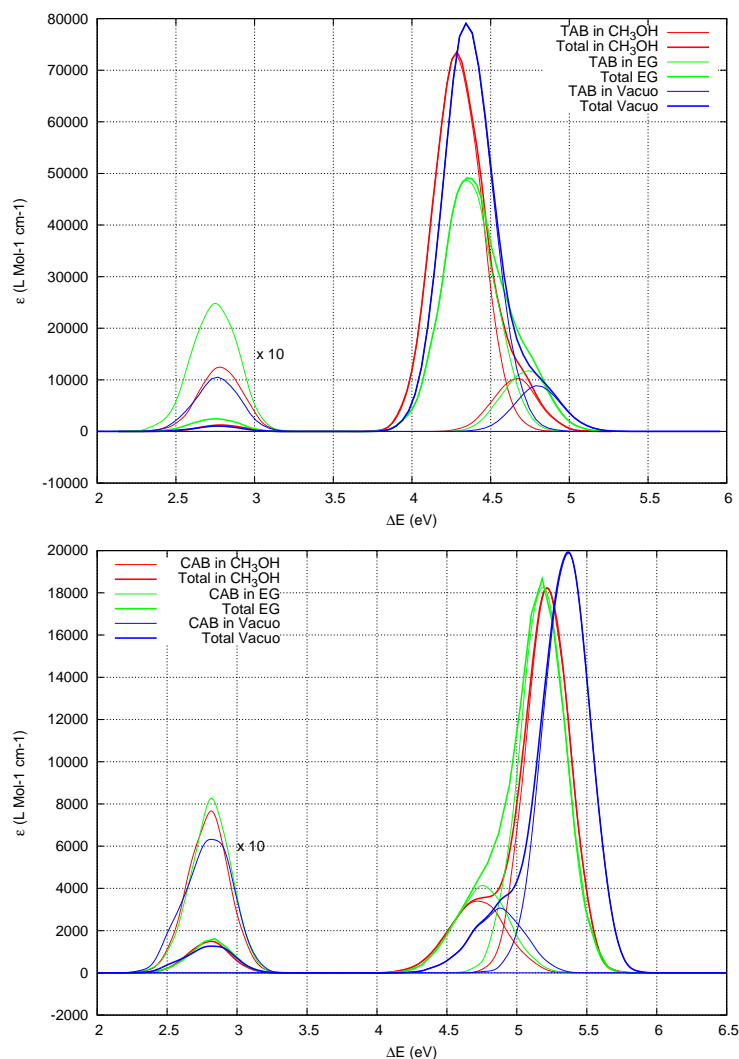 80000
70000
60000
50000
40000
30000
20000
10000
0
-10000
ε (L Mol-1 cm-1)
TAB in CH₃OH
Total in CH₃OH
TAB in EG
Total EG
TAB in Vacuo
Total Vacuo
x 10
2 2.5 3 3.5 4 4.5 5 5.5 6
ΔE (eV)
20000
18000
16000
14000
12000
10000
8000
6000
4000
2000
0
-2000
ε (L Mol-1 cm-1)
CAB in CH₃OH
Total in CH₃OH
CAB in EG
Total EG
CAB in Vacuo
Total Vacuo
x 10
2 2.5 3 3.5 4 4.5 5 5.5 6 6.5
ΔE (eV)